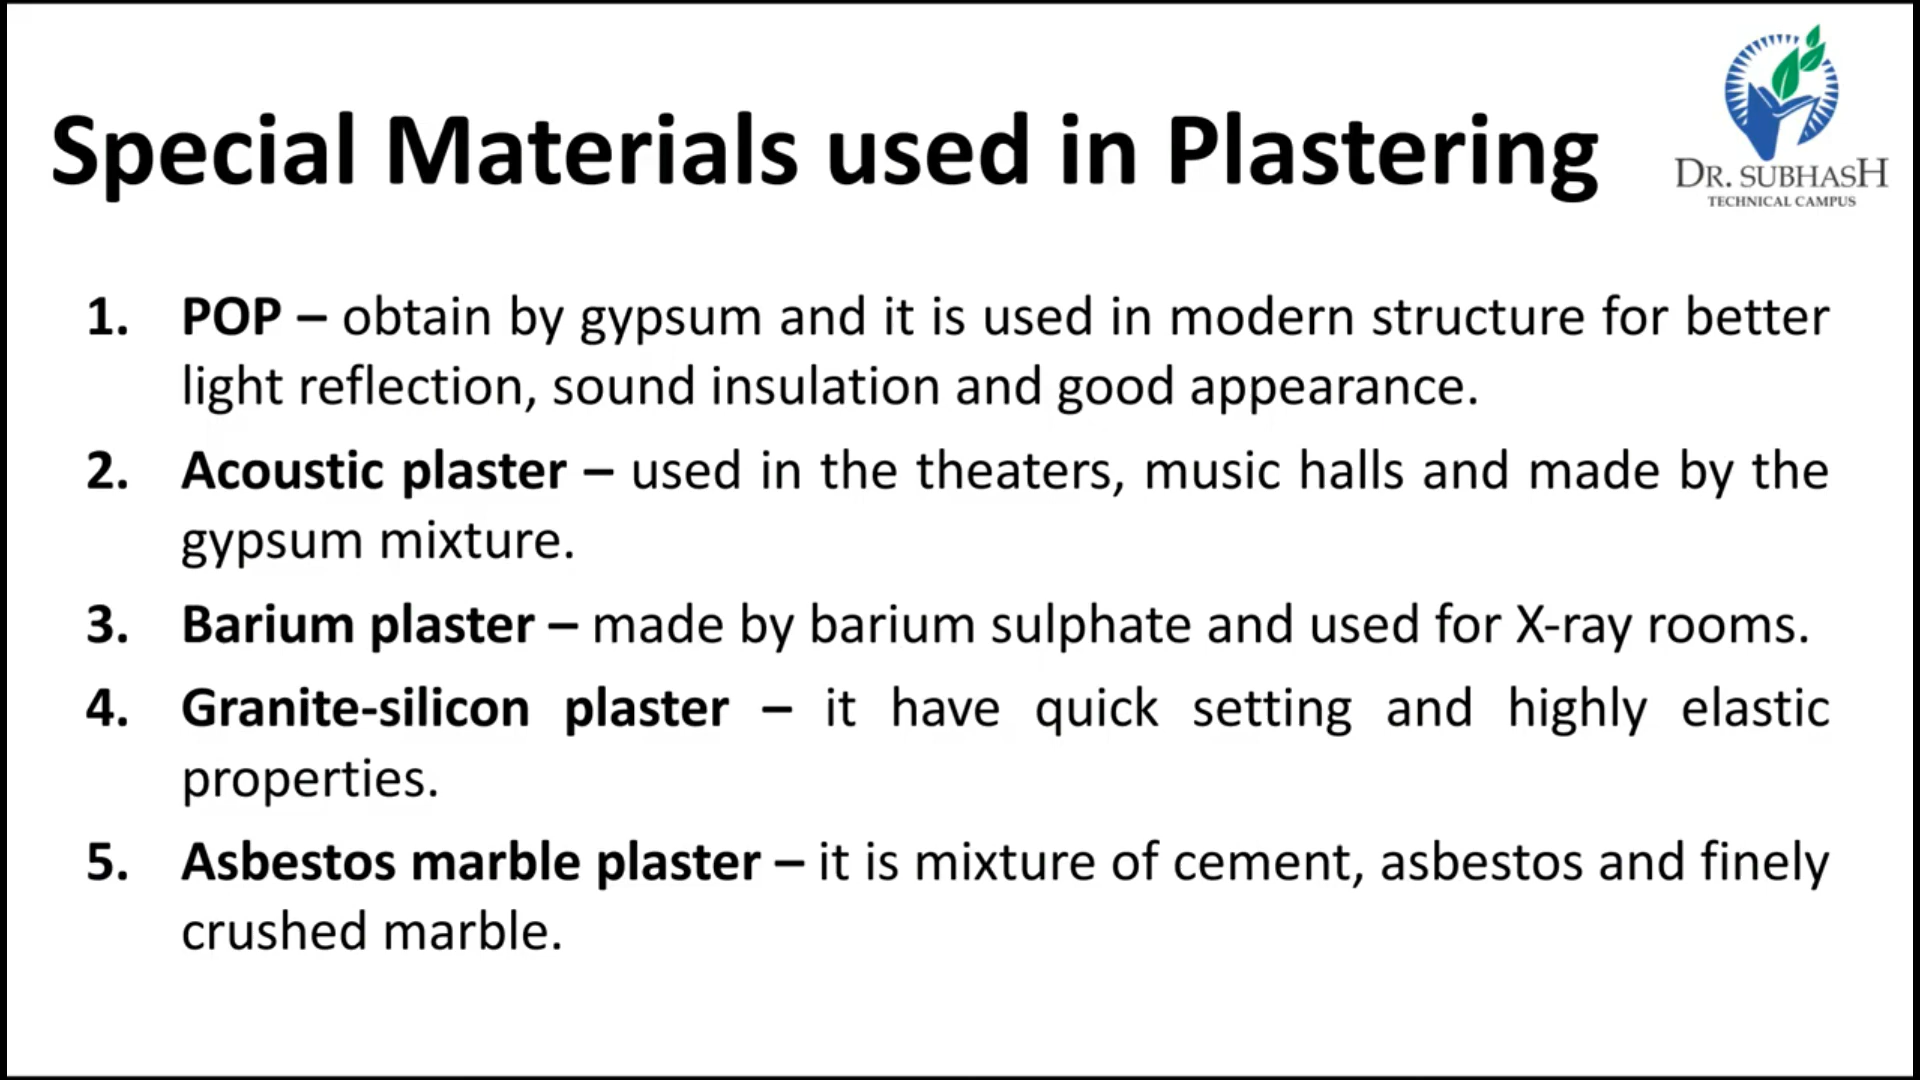 Special Materials used in Plastering
DR. SUBHASH
TECHNICAL CAMPUS
1. POP – obtain by gypsum and it is used in modern structure for better
light reflection, sound insulation and good appearance.
2. Acoustic plaster – used in the theaters, music halls and made by the
gypsum mixture.
3. Barium plaster – made by barium sulphate and used for X-ray rooms.
4. Granite-silicon plaster – it have quick setting and highly elastic
properties.
5. Asbestos marble plaster – it is mixture of cement, asbestos and finely
crushed marble.